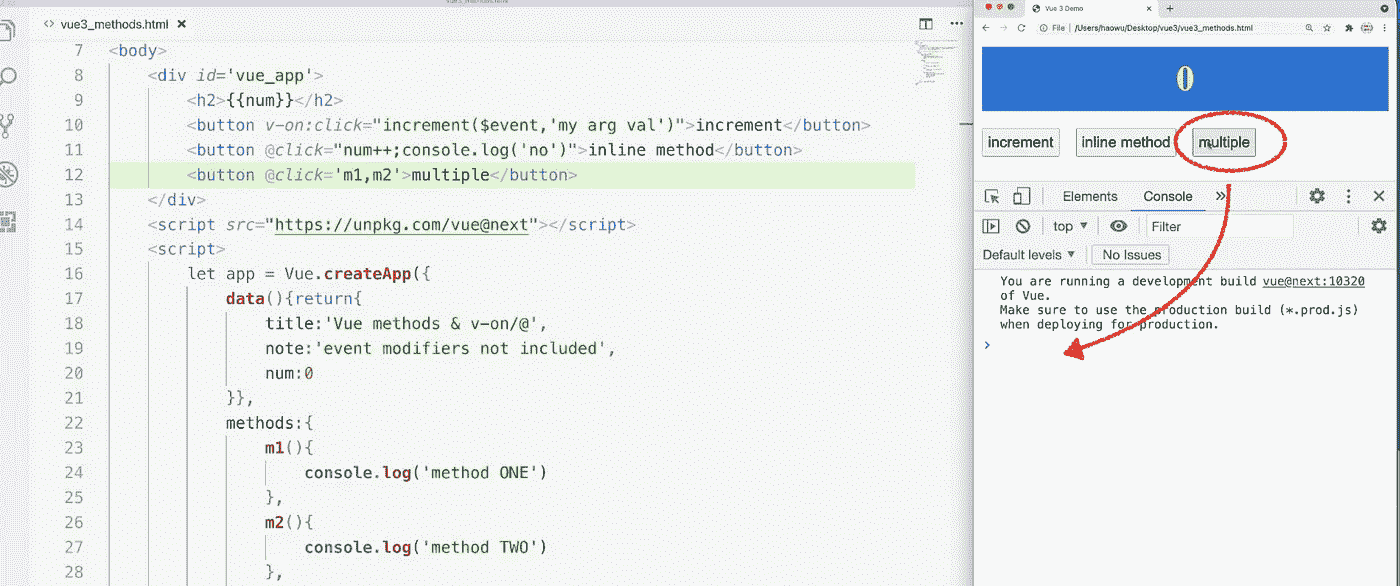 vue3_methods.html
7 <body>
8 <div id='vue_app'>
9 <h2>{{num}}</h2>
10 <button v-on:click="increment($event,'my arg val')">increment</button>
11 <button @click="num++;console.log('no')">inline method</button>
12 <button @click='m1,m2'>multiple</button>
13 </div>
14 <script src="https://unpkg.com/vue@next"></script>
15 <script>
16 let app = Vue.createApp({
17 data(){return{
18 title:'Vue methods & v-on/@',
19 note:'event modifiers not included',
20 num:0
21 }},
22 methods:{
23 m1(){
24 console.log('method ONE')
25 },
26 m2(){
27 console.log('method TWO')
28 },
Vue 3 Demo
File | /Users/haowu/Desktop/vue3/vue3_methods.html
0
increment inline method multiple
Elements Console »
top Filter
Default levels No Issues
You are running a development build vue@next:10320
of Vue.
Make sure to use the production build (*.prod.js)
when deploying for production.